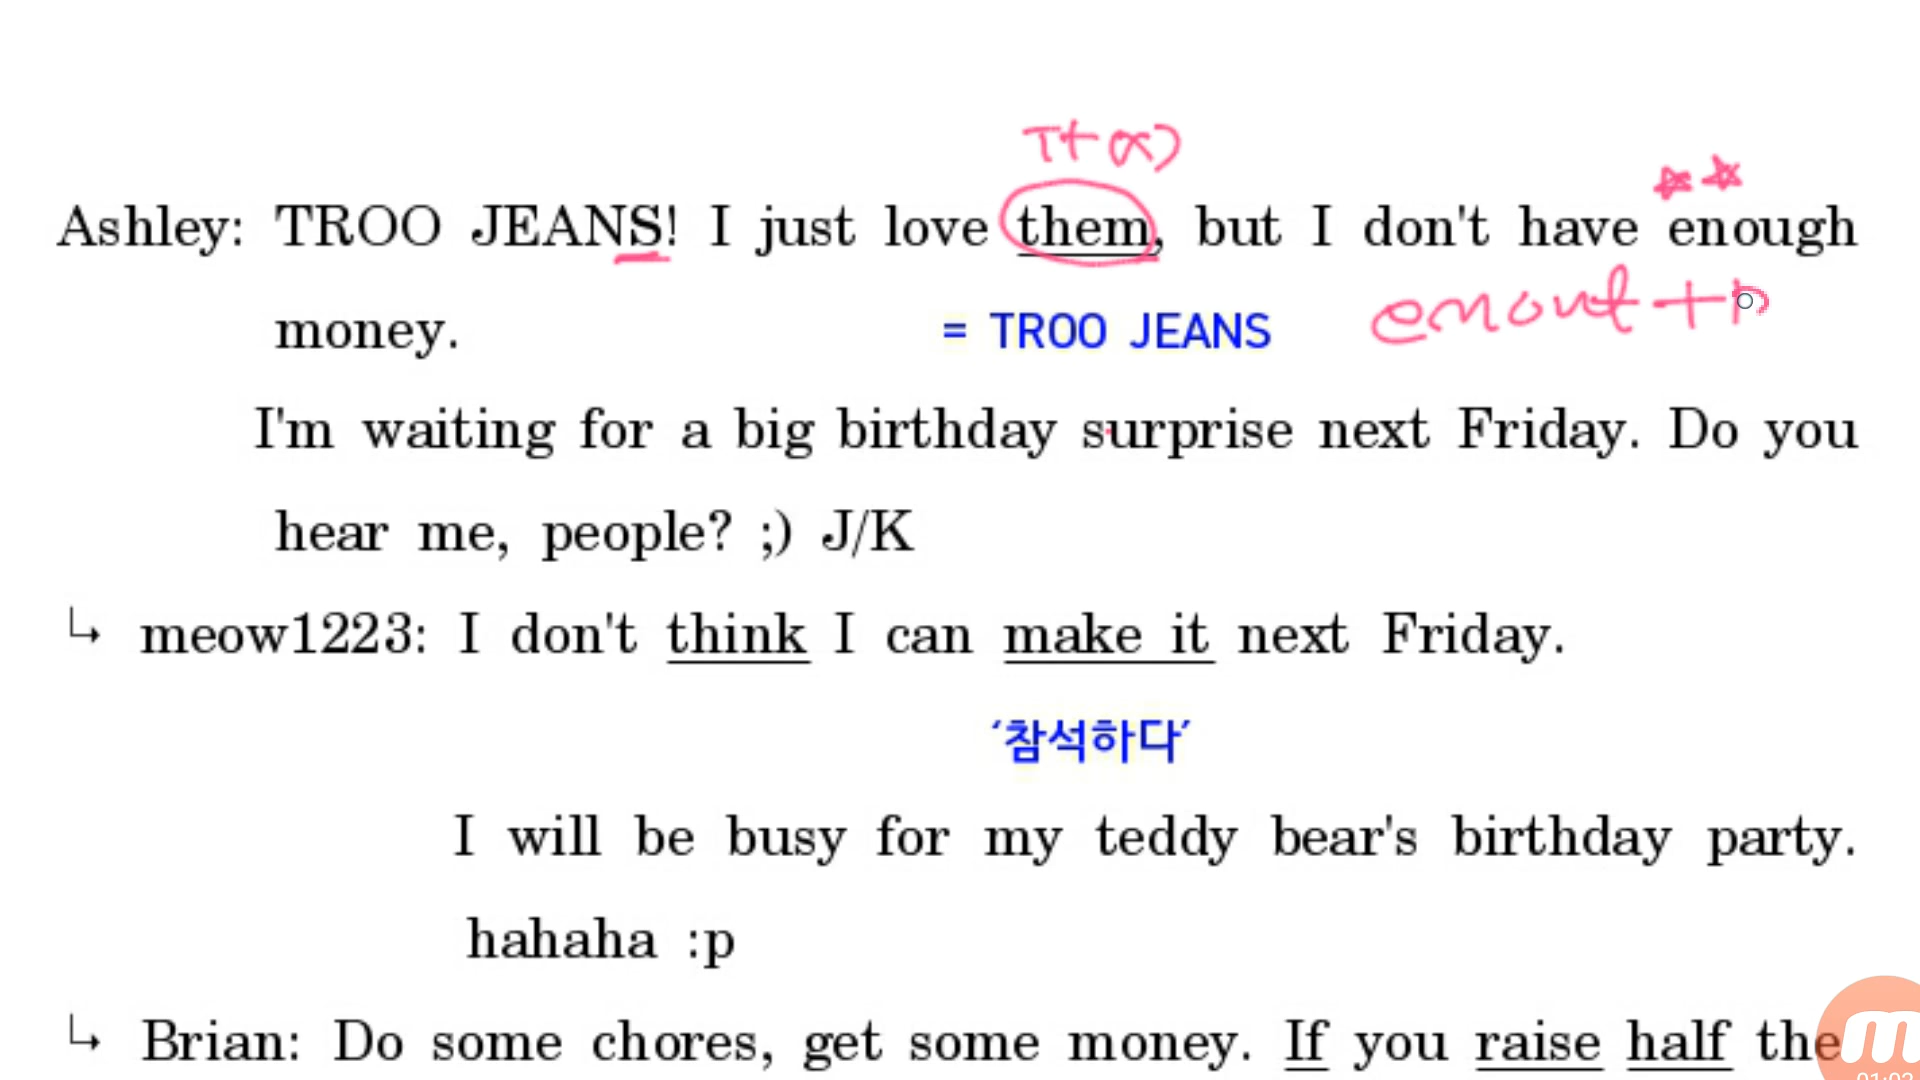 It (x)
Ashley: TROO JEANS! I just love them, but I don't have enough
money.
= TROO JEANS
I'm waiting for a big birthday surprise next Friday. Do you
hear me, people? ;) J/K
↳ meow1223: I don't think I can make it next Friday.
‘참석하다’
I will be busy for my teddy bear's birthday party.
hahaha :p
↳ Brian: Do some chores, get some money. If you raise half the
01:02